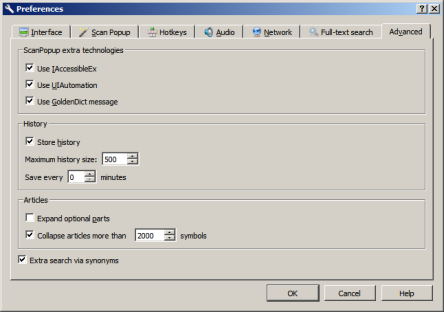 Preferences
Interface Scan Popup Hotkeys Audio Network Full-text search Advanced
ScanPopup extra technologies
Use IAccessibleEx
Use UIAutomation
Use GoldenDict message
History
Store history
Maximum history size: 500
Save every 0 minutes
Articles
Expand optional parts
Collapse articles more than 2000 symbols
Extra search via synonyms
OK Cancel Help